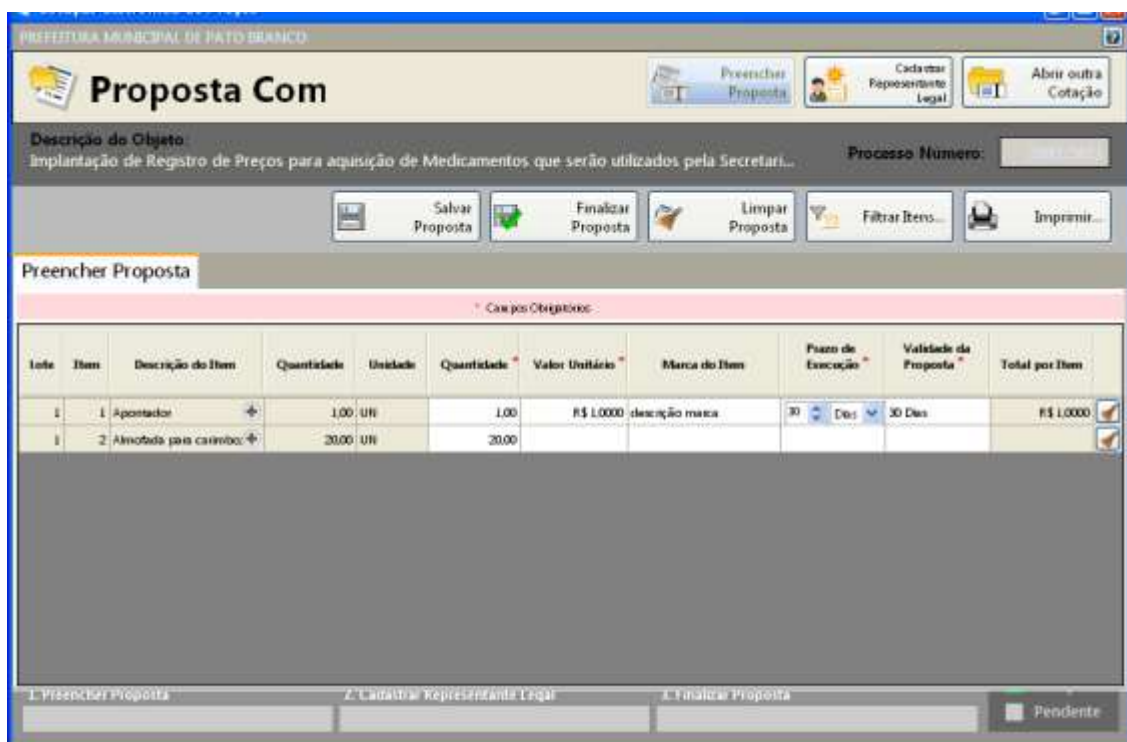 PREFEITURA MUNICIPAL DE PATO BRANCO
Proposta Com
Preencher
Proposta
Cadastrar
Representante
Legal
Abrir outra
Cotação
Descrição do Objeto:
Implantação de Registro de Preços para aquisição de Medicamentos que serão utilizados pela Secretari...
Processo Número:
Salvar
Proposta
Finalizar
Proposta
Limpar
Proposta
Filtrar Itens...
Imprimir...
Preencher Proposta
* Campos Obrigatórios
Lote Item Descrição do Item Quantidade Unidade Quantidade * Valor Unitário * Marca do Item Prazo de Execução * Validade da Proposta * Total por Item
1 1 Apontador + 1,00 UN 1,00 R$ 1,0000 descrição marca 30 Dias 30 Dias R$ 1,0000
1 2 Almofada para carimbo; + 20,00 UN 20,00
1. Preencher Proposta 2. Cadastrar Representante Legal 3. Finalizar Proposta
Pendente